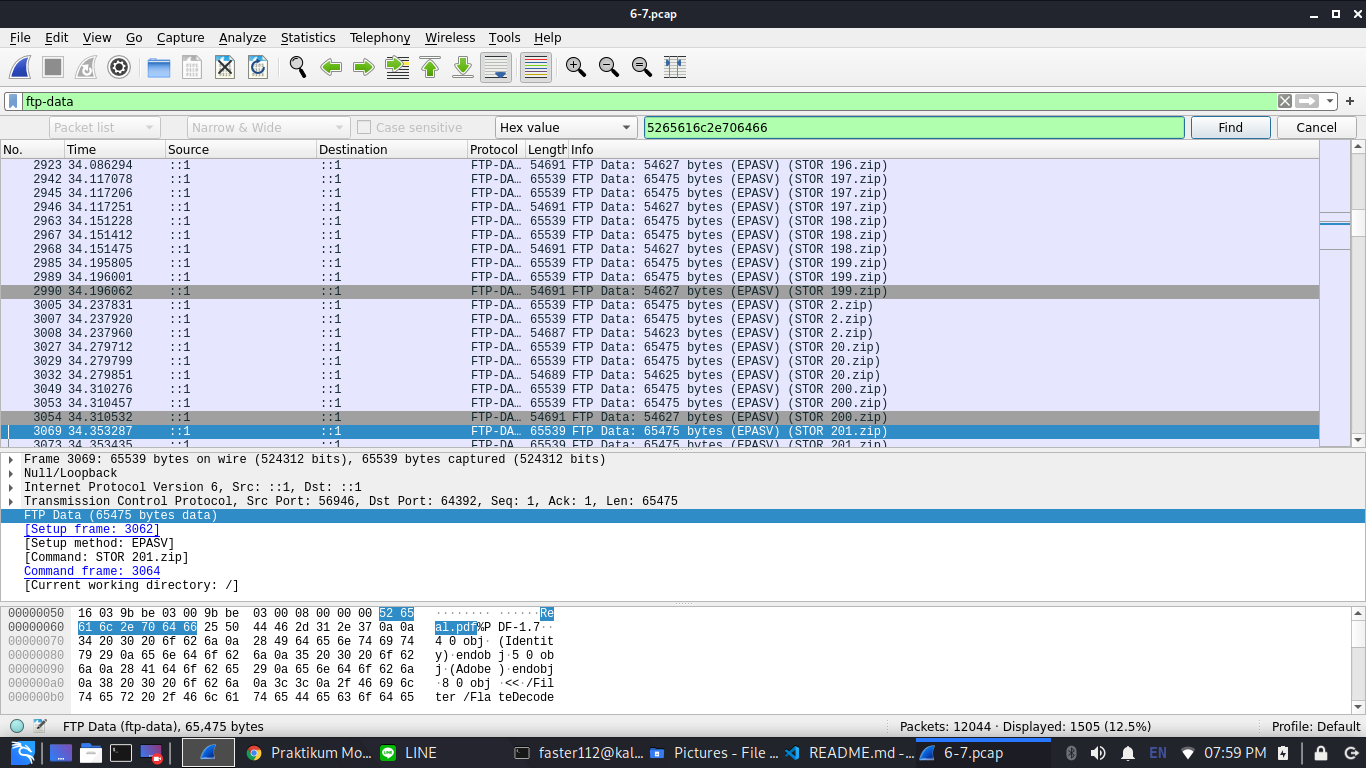 6-7.pcap
File Edit View Go Capture Analyze Statistics Telephony Wireless Tools Help
ftp-data
Packet list Narrow & Wide Case sensitive Hex value 5265616c2e706466 Find Cancel
No. Time Source Destination Protocol Length Info
2923 34.086294 ::1 ::1 FTP-DA… 54691 FTP Data: 54627 bytes (EPASV) (STOR 196.zip)
2942 34.117078 ::1 ::1 FTP-DA… 65539 FTP Data: 65475 bytes (EPASV) (STOR 197.zip)
2945 34.117206 ::1 ::1 FTP-DA… 65539 FTP Data: 65475 bytes (EPASV) (STOR 197.zip)
2946 34.117251 ::1 ::1 FTP-DA… 54691 FTP Data: 54627 bytes (EPASV) (STOR 197.zip)
2963 34.151228 ::1 ::1 FTP-DA… 65539 FTP Data: 65475 bytes (EPASV) (STOR 198.zip)
2967 34.151412 ::1 ::1 FTP-DA… 65539 FTP Data: 65475 bytes (EPASV) (STOR 198.zip)
2968 34.151475 ::1 ::1 FTP-DA… 54691 FTP Data: 54627 bytes (EPASV) (STOR 198.zip)
2985 34.195805 ::1 ::1 FTP-DA… 65539 FTP Data: 65475 bytes (EPASV) (STOR 199.zip)
2989 34.196001 ::1 ::1 FTP-DA… 65539 FTP Data: 65475 bytes (EPASV) (STOR 199.zip)
2990 34.196062 ::1 ::1 FTP-DA… 54691 FTP Data: 54627 bytes (EPASV) (STOR 199.zip)
3005 34.237831 ::1 ::1 FTP-DA… 65539 FTP Data: 65475 bytes (EPASV) (STOR 2.zip)
3007 34.237920 ::1 ::1 FTP-DA… 65539 FTP Data: 65475 bytes (EPASV) (STOR 2.zip)
3008 34.237960 ::1 ::1 FTP-DA… 54687 FTP Data: 54623 bytes (EPASV) (STOR 2.zip)
3027 34.279712 ::1 ::1 FTP-DA… 65539 FTP Data: 65475 bytes (EPASV) (STOR 20.zip)
3029 34.279799 ::1 ::1 FTP-DA… 65539 FTP Data: 65475 bytes (EPASV) (STOR 20.zip)
3032 34.279851 ::1 ::1 FTP-DA… 54689 FTP Data: 54625 bytes (EPASV) (STOR 20.zip)
3049 34.310276 ::1 ::1 FTP-DA… 65539 FTP Data: 65475 bytes (EPASV) (STOR 200.zip)
3053 34.310457 ::1 ::1 FTP-DA… 65539 FTP Data: 65475 bytes (EPASV) (STOR 200.zip)
3054 34.310532 ::1 ::1 FTP-DA… 54691 FTP Data: 54627 bytes (EPASV) (STOR 200.zip)
3069 34.353287 ::1 ::1 FTP-DA… 65539 FTP Data: 65475 bytes (EPASV) (STOR 201.zip)
3073 34.353435 ::1 ::1 FTP-DA… 65539 FTP Data: 65475 bytes (EPASV) (STOR 201.zip)
Frame 3069: 65539 bytes on wire (524312 bits), 65539 bytes captured (524312 bits)
Null/Loopback
Internet Protocol Version 6, Src: ::1, Dst: ::1
Transmission Control Protocol, Src Port: 56946, Dst Port: 64392, Seq: 1, Ack: 1, Len: 65475
FTP Data (65475 bytes data)
[Setup frame: 3062]
[Setup method: EPASV]
[Command: STOR 201.zip]
Command frame: 3064
[Current working directory: /]
00000050 16 03 9b be 03 00 9b be 03 00 08 00 00 00 52 65 ········ ······Re
00000060 61 6c 2e 70 64 66 25 50 44 46 2d 31 2e 37 0a 0a al.pdf%P DF-1.7··
00000070 34 20 30 20 6f 62 6a 0a 28 49 64 65 6e 74 69 74 4 0 obj· (Identit
00000080 79 29 0a 65 6e 64 6f 62 6a 0a 35 20 30 20 6f 62 y)·endob j·5 0 ob
00000090 6a 0a 28 41 64 6f 62 65 29 0a 65 6e 64 6f 62 6a j·(Adobe )·endobj
000000a0 0a 38 20 30 20 6f 62 6a 0a 3c 3c 0a 2f 46 69 6c ·8 0 obj ·<<·/Fil
000000b0 74 65 72 20 2f 46 6c 61 74 65 44 65 63 6f 64 65 ter /Fla teDecode
FTP Data (ftp-data), 65,475 bytes Packets: 12044 · Displayed: 1505 (12.5%) Profile: Default
Praktikum Mo… LINE faster112@kal… Pictures - File … README.md -… 6-7.pcap EN 07:59 PM